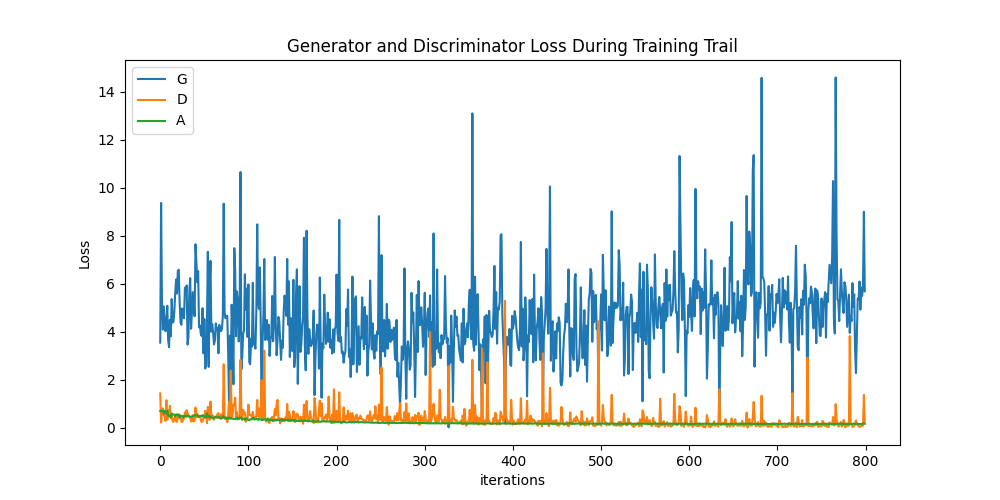 Generator and Discriminator Loss During Training Trail
G
D
A
Loss
14
12
10
8
6
4
2
0
0 100 200 300 400 500 600 700 800
iterations